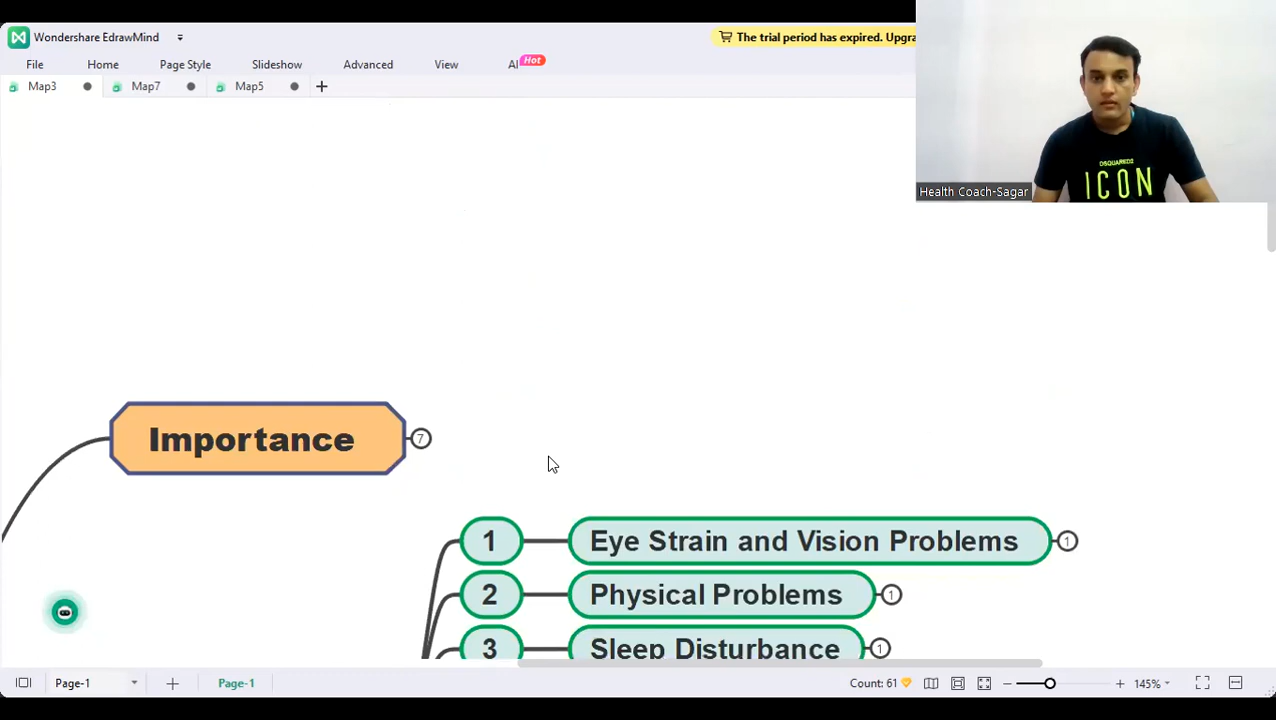 Wondershare EdrawMind
The trial period has expired. Upgra
File Home Page Style Slideshow Advanced View AI Hot
Map3 Map7 Map5
DSQUARED2
ICON
Health Coach-Sagar
Importance 7
1 Eye Strain and Vision Problems 1
2 Physical Problems 1
3 Sleep Disturbance 1
Page-1 Page-1 Count: 61 145%